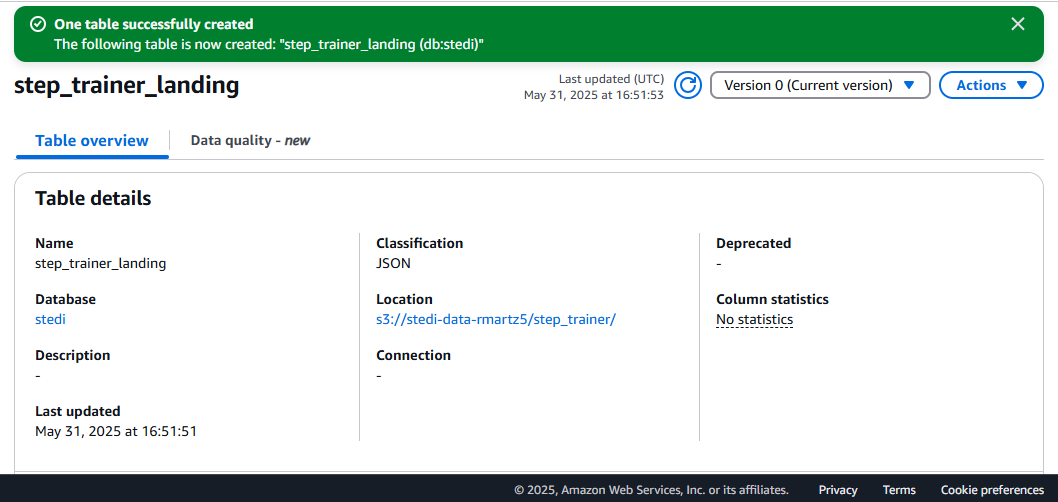 One table successfully created
The following table is now created: "step_trainer_landing (db:stedi)"
step_trainer_landing
Last updated (UTC)
May 31, 2025 at 16:51:53
Version 0 (Current version)
Actions
Table overview
Data quality - new
Table details
Name
step_trainer_landing
Database
stedi
Description
-
Last updated
May 31, 2025 at 16:51:51
Classification
JSON
Location
s3://stedi-data-rmartz5/step_trainer/
Connection
-
Deprecated
-
Column statistics
No statistics
© 2025, Amazon Web Services, Inc. or its affiliates.
Privacy
Terms
Cookie preferences